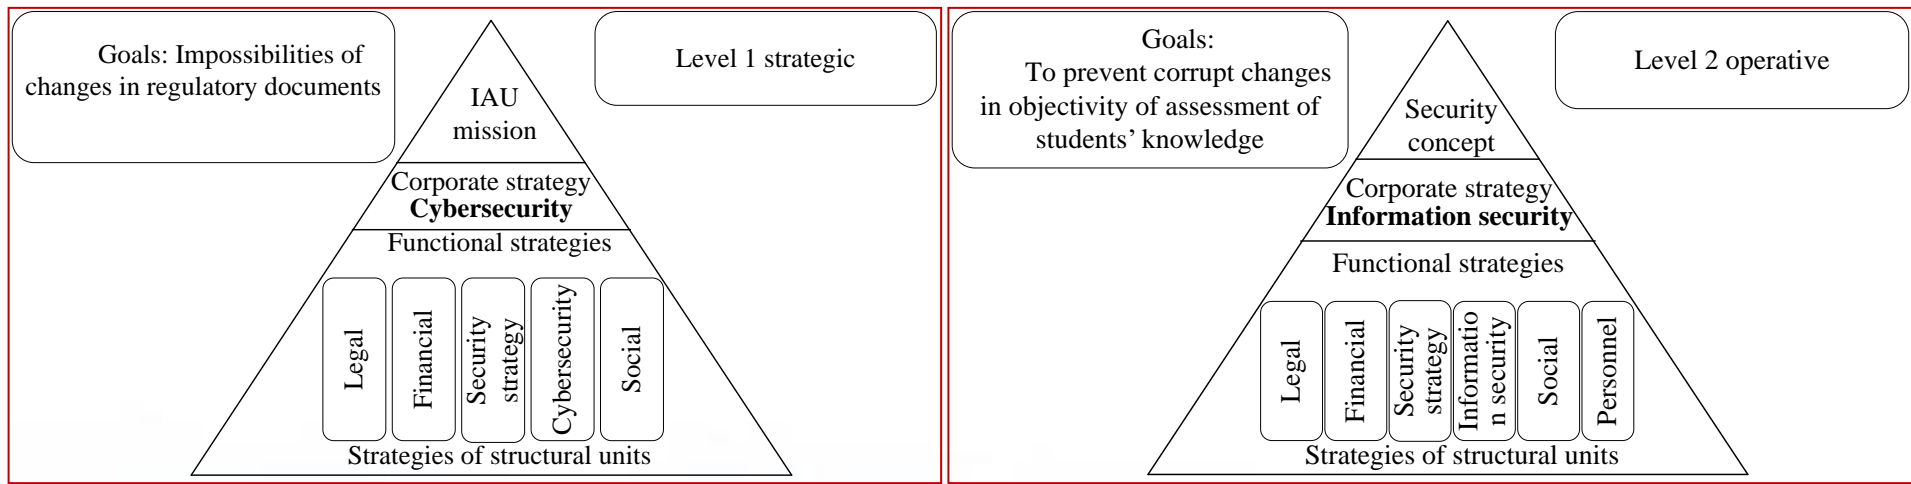 Goals: Impossibilities of
changes in regulatory documents
Level 1 strategic
IAU
mission
Corporate strategy
Cybersecurity
Functional strategies
Legal
Financial
Security
strategy
Cybersecurity
Social
Strategies of structural units
Goals:
To prevent corrupt changes
in objectivity of assessment of
students’ knowledge
Level 2 operative
Security
concept
Corporate strategy
Information security
Functional strategies
Legal
Financial
Security
strategy
Informatio
n security
Social
Personnel
Strategies of structural units